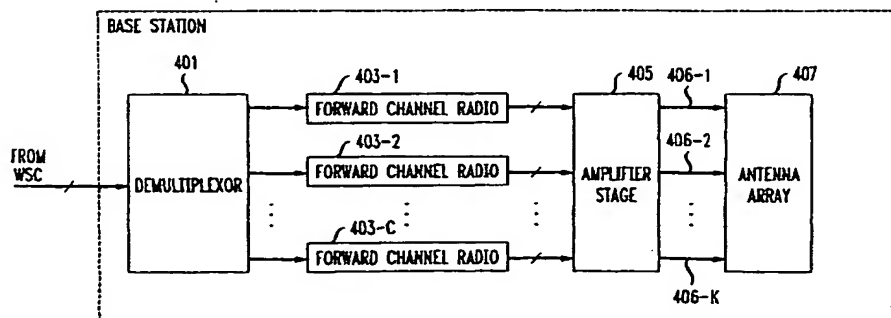 BASE STATION
401
403-1
405
406-1
407
FORWARD CHANNEL RADIO
403-2
406-2
FROM
WSC
DEMULTIPLEXOR
FORWARD CHANNEL RADIO
AMPLIFIER
STAGE
ANTENNA
ARRAY
403-C
FORWARD CHANNEL RADIO
406-K